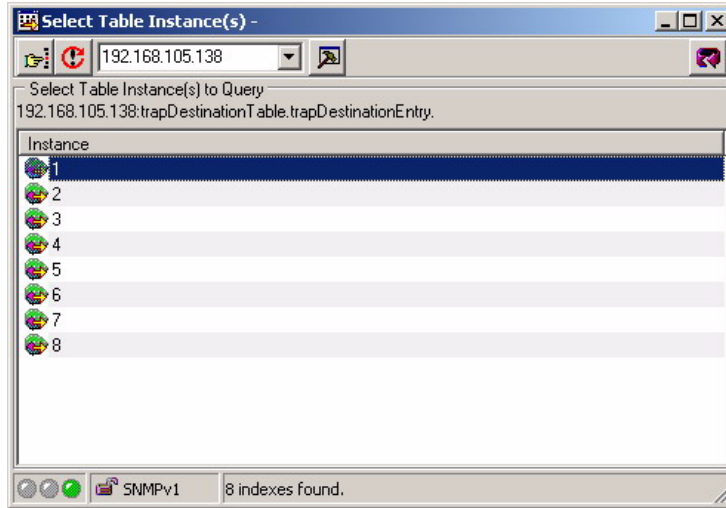 Select Table Instance(s) -
192.168.105.138
Select Table Instance(s) to Query
192.168.105.138:trapDestinationTable.trapDestinationEntry.
Instance
1
2
3
4
5
6
7
8
SNMPv1
8 indexes found.